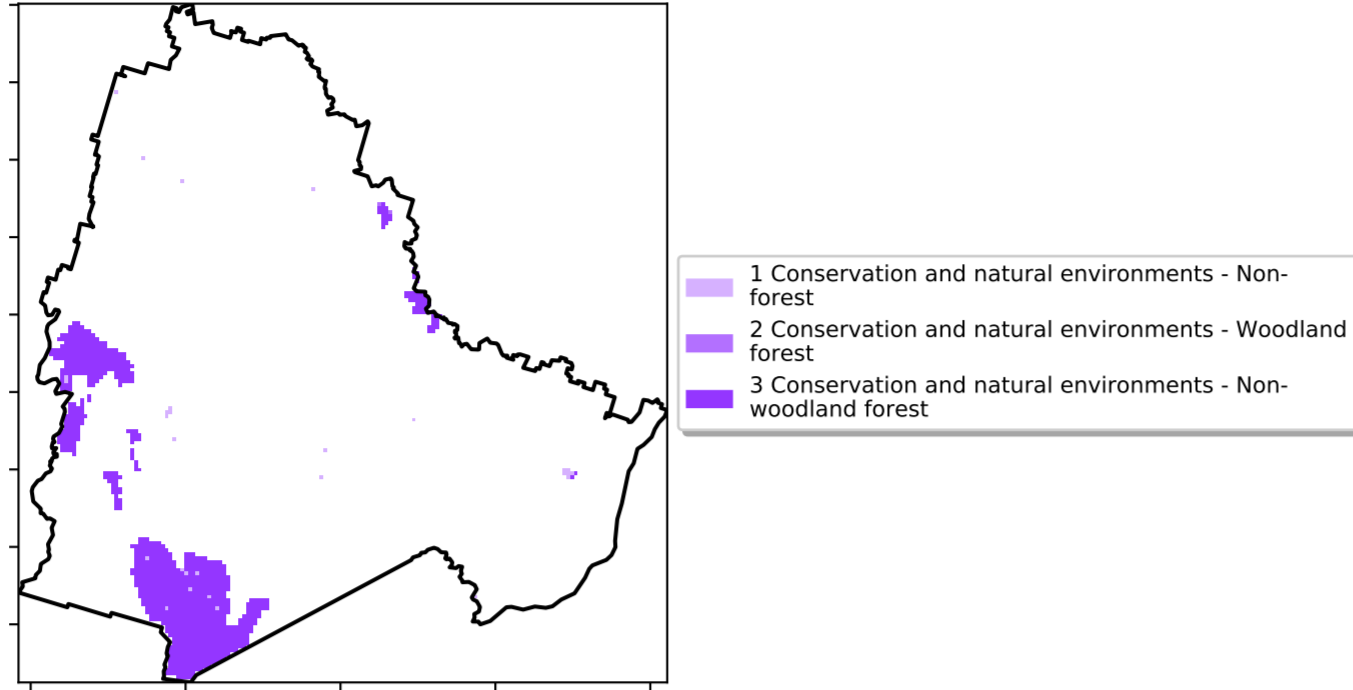 1 Conservation and natural environments - Non-
forest
2 Conservation and natural environments - Woodland
forest
3 Conservation and natural environments - Non-
woodland forest